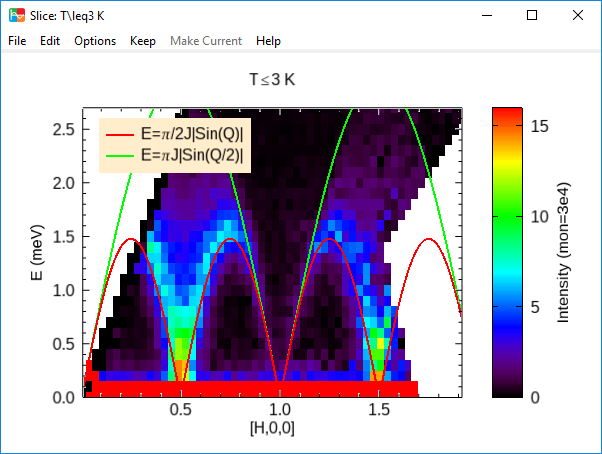 Slice: T\leq3 K
File Edit Options Keep Make Current Help
T≤3 K
E=π/2J|Sin(Q)|
E=πJ|Sin(Q/2)|
2.5
2.0
1.5
1.0
0.5
0.0
E (meV)
0.5 1.0 1.5
[H,0,0]
15
10
5
0
Intensity (mon=3e4)